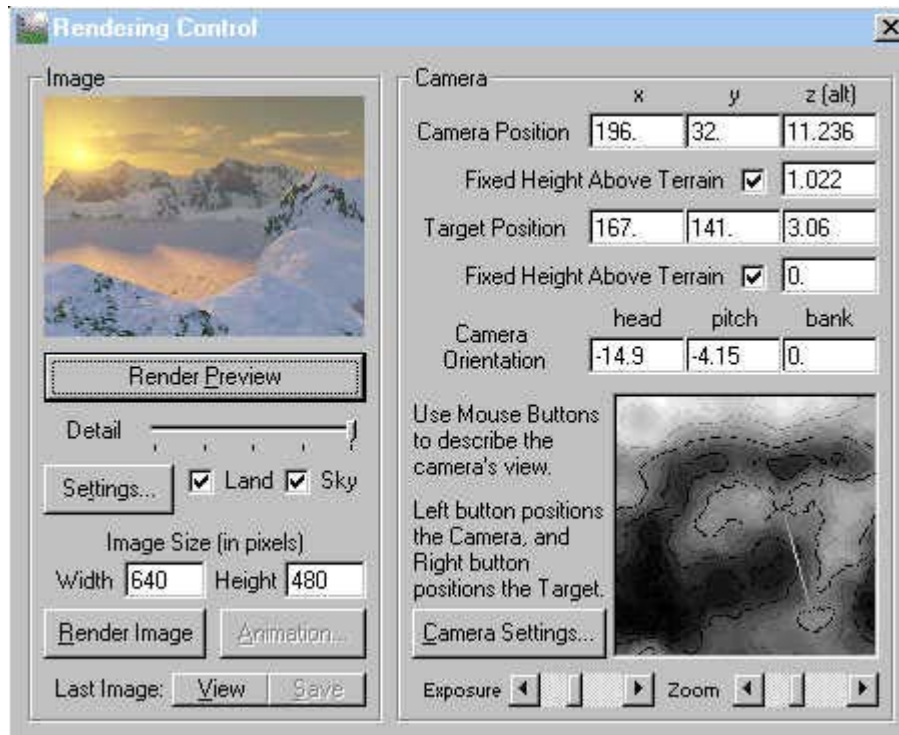 Rendering Control
Image
Render Preview
Detail
Settings...
Land
Sky
Image Size (in pixels)
Width 640 Height 480
Render Image
Animation...
Last Image: View Save
Camera
x y z (alt)
Camera Position 196. 32. 11.236
Fixed Height Above Terrain 1.022
Target Position 167. 141. 3.06
Fixed Height Above Terrain 0.
head pitch bank
Camera
Orientation
-14.9 -4.15 0.
Use Mouse Buttons
to describe the
camera's view.
Left button positions
the Camera, and
Right button
positions the Target.
Camera Settings...
Exposure Zoom